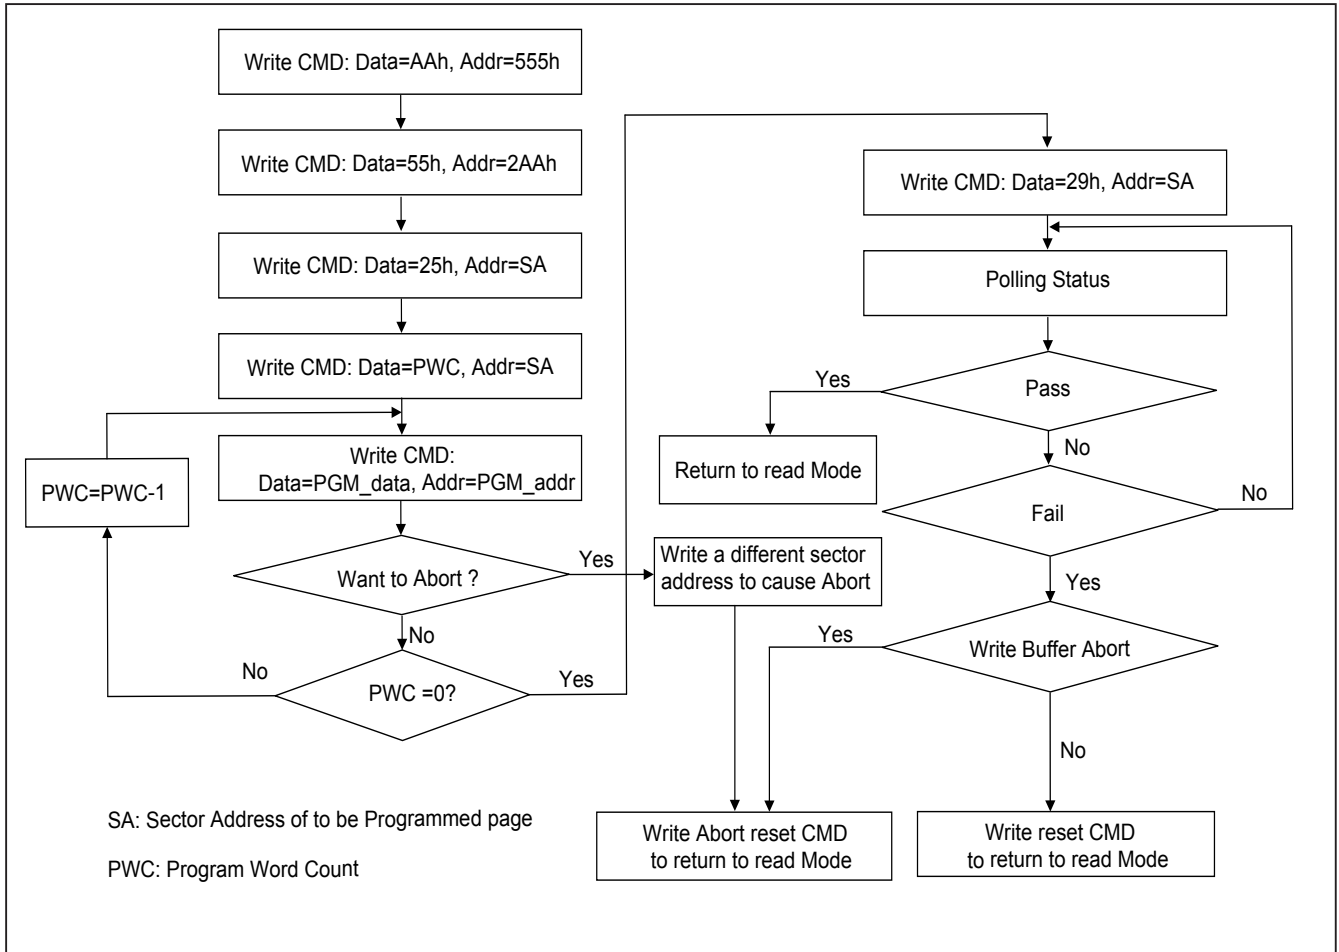 Write CMD: Data=AAh, Addr=555h
Write CMD: Data=55h, Addr=2AAh
Write CMD: Data=25h, Addr=SA
Write CMD: Data=PWC, Addr=SA
Write CMD:
Data=PGM_data, Addr=PGM_addr
PWC=PWC-1
Want to Abort ?
Yes
No
Write a different sector
address to cause Abort
PWC =0?
No
Yes
Write CMD: Data=29h, Addr=SA
Polling Status
Pass
Yes
No
Return to read Mode
Fail
No
Yes
Write Buffer Abort
Yes
No
Write Abort reset CMD
to return to read Mode
Write reset CMD
to return to read Mode
SA: Sector Address of to be Programmed page
PWC: Program Word Count